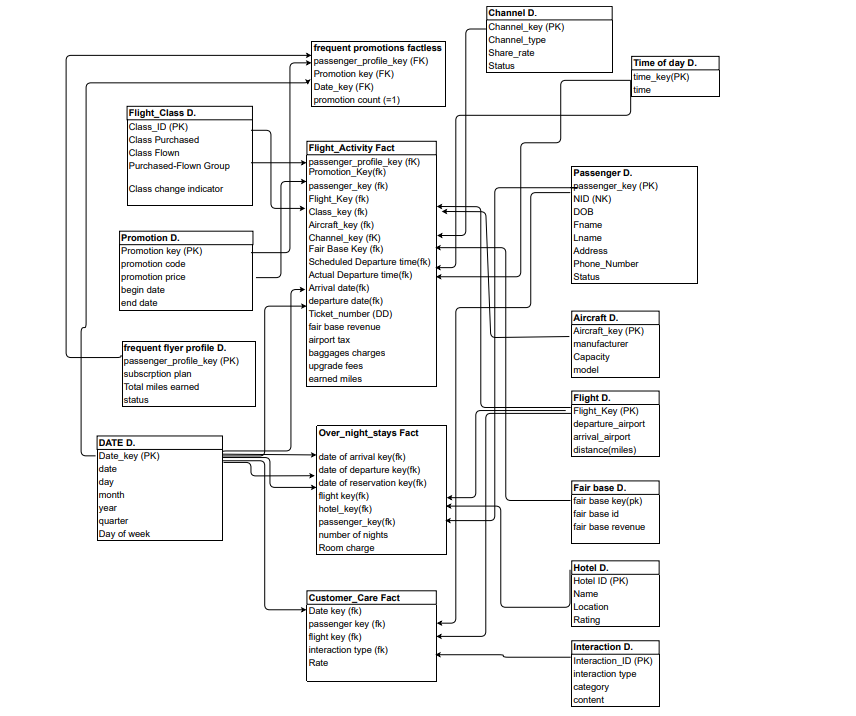 Channel D.
Channel_key (PK)
Channel_type
Share_rate
Status
frequent promotions factless
passenger_profile_key (FK)
Promotion key (FK)
Date_key (FK)
promotion count (=1)
Time of day D.
time_key(PK)
time
Flight_Class D.
Class_ID (PK)
Class Purchased
Class Flown
Purchased-Flown Group
Class change indicator
Flight_Activity Fact
passenger_profile_key (fK)
Promotion_Key(fk)
passenger_key (fk)
Flight_Key (fk)
Class_key (fk)
Aircraft_key (fk)
Channel_key (fK)
Fair Base Key (fk)
Scheduled Departure time(fk)
Actual Departure time(fk)
Arrival date(fk)
departure date(fk)
Ticket_number (DD)
fair base revenue
airport tax
baggages charges
upgrade fees
earned miles
Passenger D.
passenger_key (PK)
NID (NK)
DOB
Fname
Lname
Address
Phone_Number
Status
Promotion D.
Promotion key (PK)
promotion code
promotion price
begin date
end date
Aircraft D.
Aircraft_key (PK)
manufacturer
Capacity
model
frequent flyer profile D.
passenger_profile_key (PK)
subscrption plan
Total miles earned
status
Flight D.
Flight_Key (PK)
departure_airport
arrival_airport
distance(miles)
DATE D.
Date_key (PK)
date
day
month
year
quarter
Day of week
Over_night_stays Fact
date of arrival key(fk)
date of departure key(fk)
date of reservation key(fk)
flight key(fk)
hotel_key(fk)
passenger_key(fk)
number of nights
Room charge
Fair base D.
fair base key(pk)
fair base id
fair base revenue
Hotel D.
Hotel ID (PK)
Name
Location
Rating
Customer_Care Fact
Date key (fk)
passenger key (fk)
flight key (fk)
interaction type (fk)
Rate
Interaction D.
Interaction_ID (PK)
interaction type
category
content